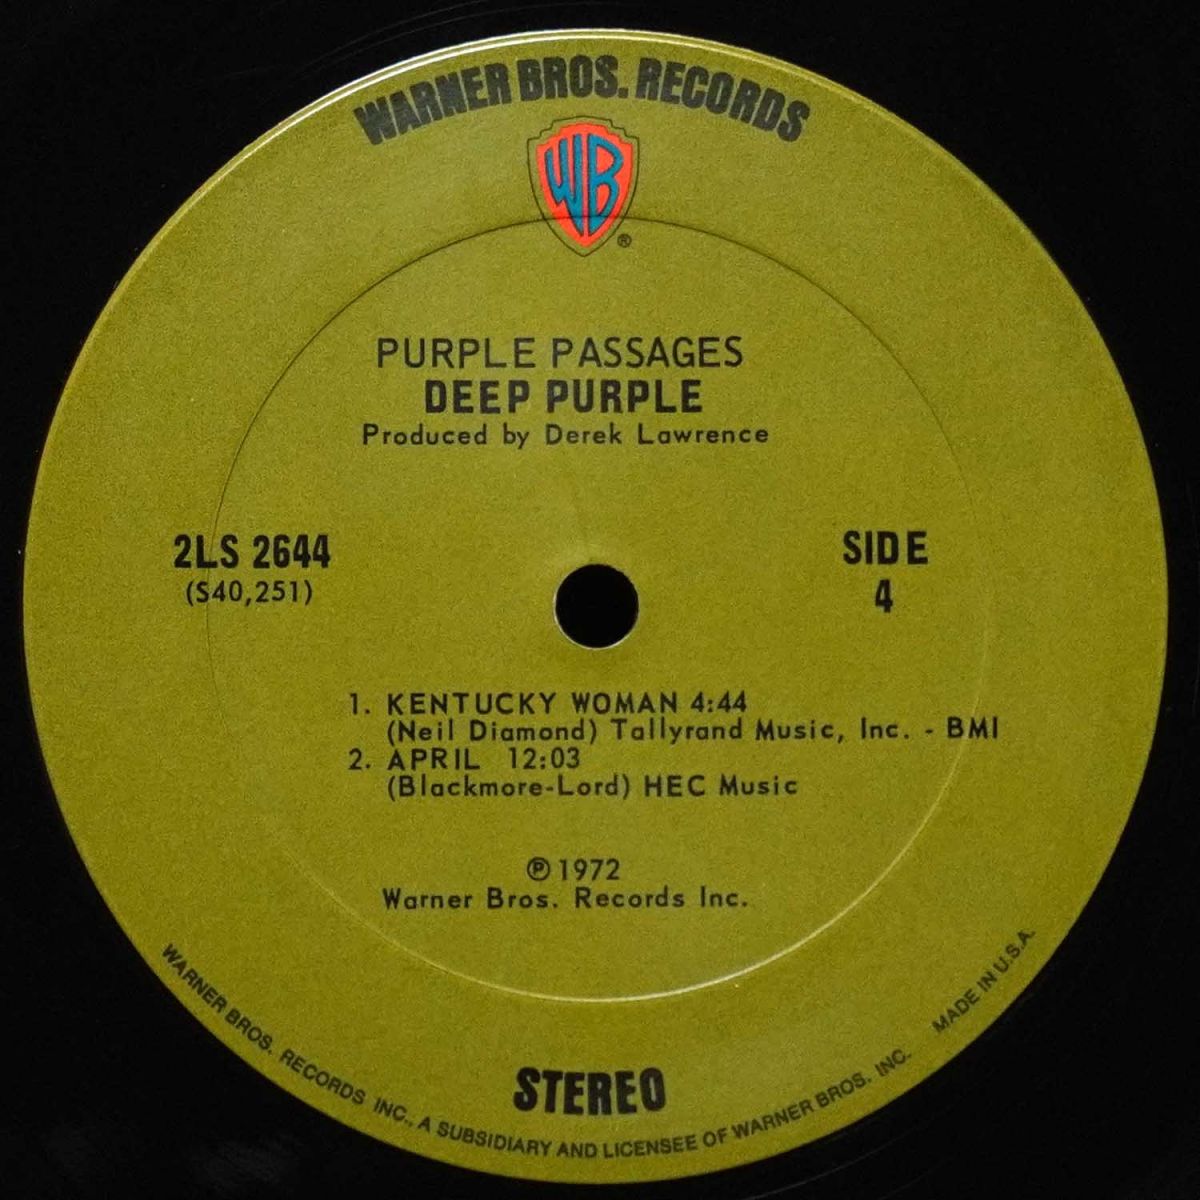 WARNER BROS. RECORDS
WB
®
PURPLE PASSAGES
DEEP PURPLE
Produced by Derek Lawrence
2LS 2644
(S40,251)
SIDE
4
1. KENTUCKY WOMAN 4:44
(Neil Diamond) Tallyrand Music, Inc. - BMI
2. APRIL 12:03
(Blackmore-Lord) HEC Music
℗ 1972
Warner Bros. Records Inc.
STEREO
WARNER BROS. RECORDS INC., A SUBSIDIARY AND LICENSEE OF WARNER BROS. INC. MADE IN U.S.A.